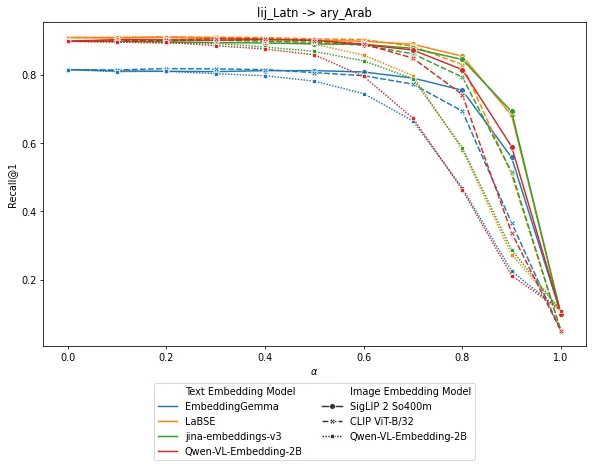 lij_Latn -> ary_Arab
Recall@1
0.8
0.6
0.4
0.2
0.0
0.2
0.4
0.6
0.8
1.0
α
Text Embedding Model
EmbeddingGemma
LaBSE
jina-embeddings-v3
Qwen-VL-Embedding-2B
Image Embedding Model
SigLIP 2 So400m
CLIP ViT-B/32
Qwen-VL-Embedding-2B